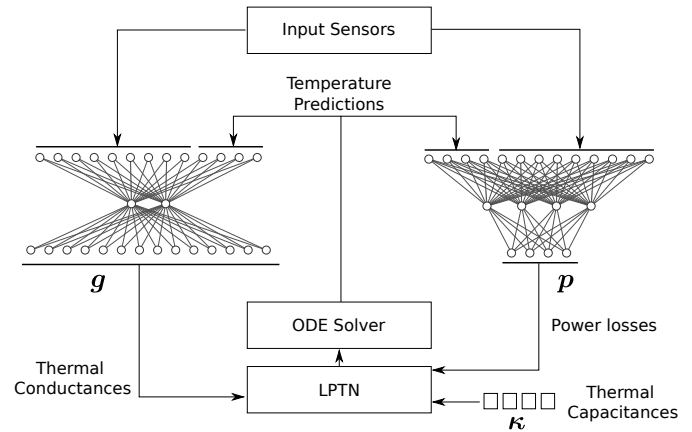 Input Sensors
Temperature
Predictions
g
p
ODE Solver
Power losses
Thermal
Conductances
LPTN
Thermal
Capacitances
κ